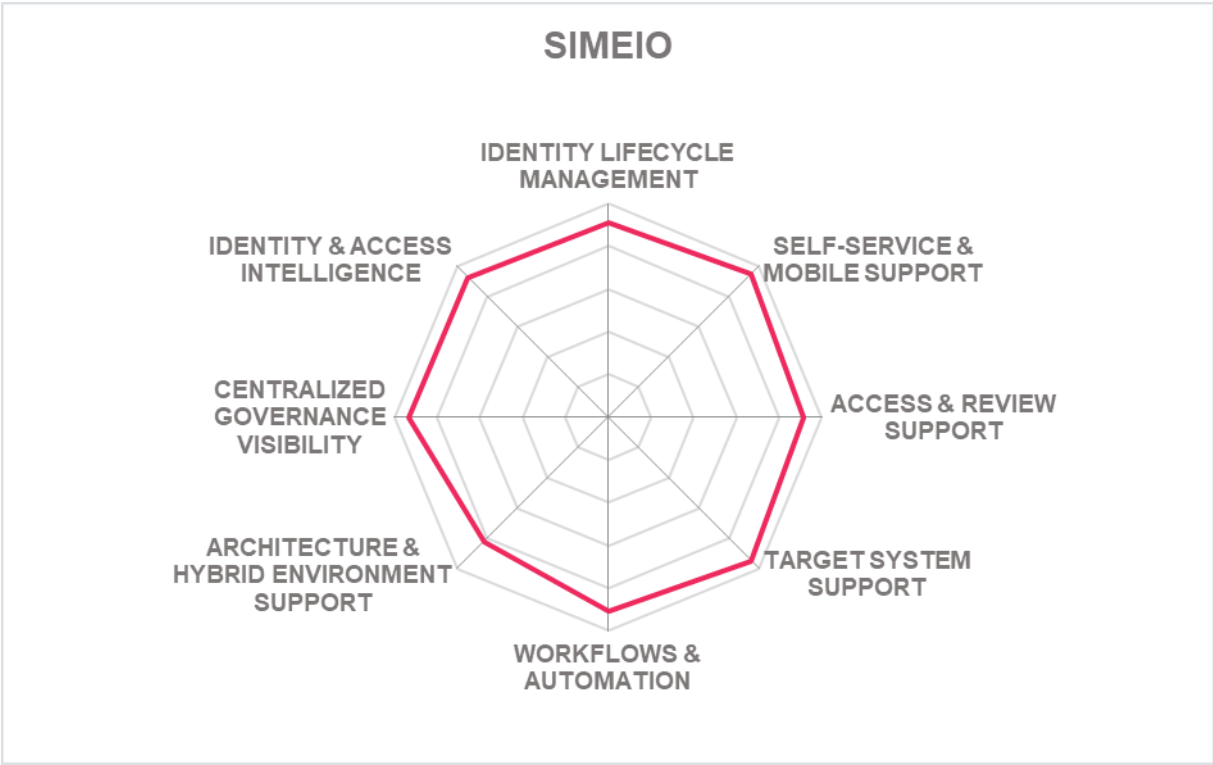 SIMEIO
IDENTITY LIFECYCLE
MANAGEMENT
SELF-SERVICE &
MOBILE SUPPORT
ACCESS & REVIEW
SUPPORT
TARGET SYSTEM
SUPPORT
WORKFLOWS &
AUTOMATION
ARCHITECTURE &
HYBRID ENVIRONMENT
SUPPORT
CENTRALIZED
GOVERNANCE
VISIBILITY
IDENTITY & ACCESS
INTELLIGENCE